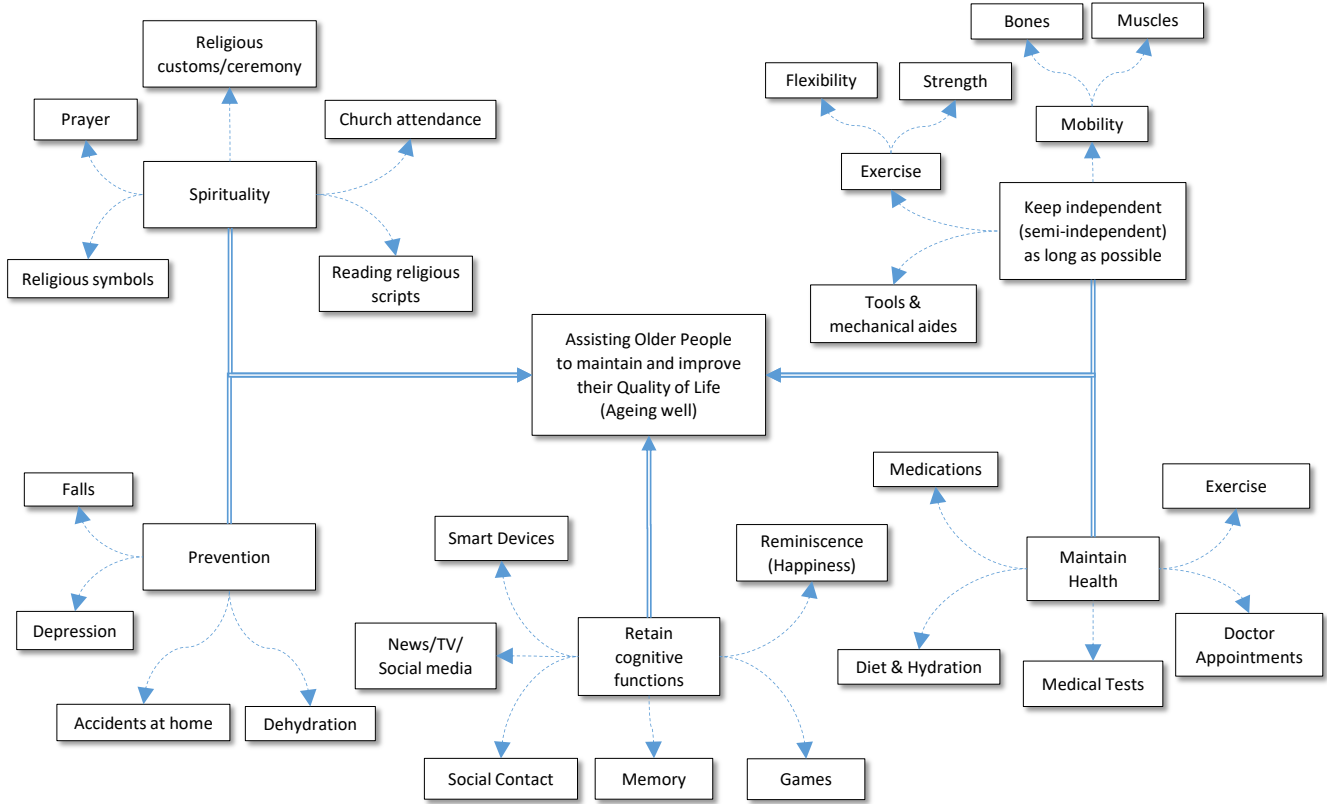 Religious
customs/ceremony
Prayer
Church attendance
Spirituality
Religious symbols
Reading religious
scripts
Bones
Muscles
Flexibility
Strength
Mobility
Exercise
Keep independent
(semi-independent)
as long as possible
Tools &
mechanical aides
Assisting Older People
to maintain and improve
their Quality of Life
(Ageing well)
Falls
Prevention
Depression
Accidents at home
Dehydration
Smart Devices
Reminiscence
(Happiness)
News/TV/
Social media
Retain
cognitive
functions
Social Contact
Memory
Games
Medications
Exercise
Maintain
Health
Diet & Hydration
Medical Tests
Doctor
Appointments